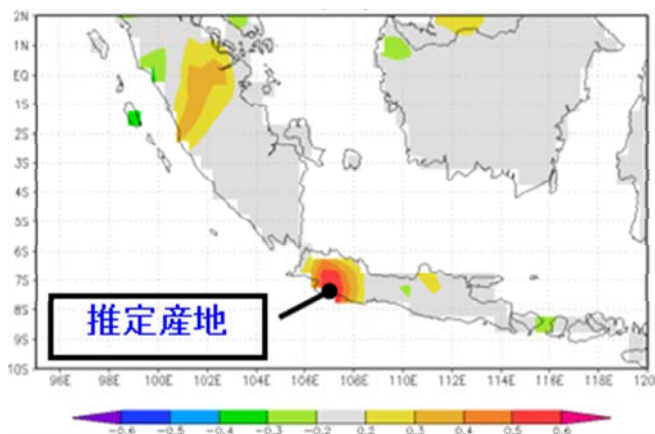 2N
1N
EQ
1S
2S
3S
4S
5S
6S
7S
8S
9S
10S
推定産地
96E 98E 100E 102E 104E 106E 108E 110E 112E 114E 116E 118E 120
-0.6 -0.5 -0.4 -0.3 -0.2 0.2 0.3 0.4 0.5 0.6